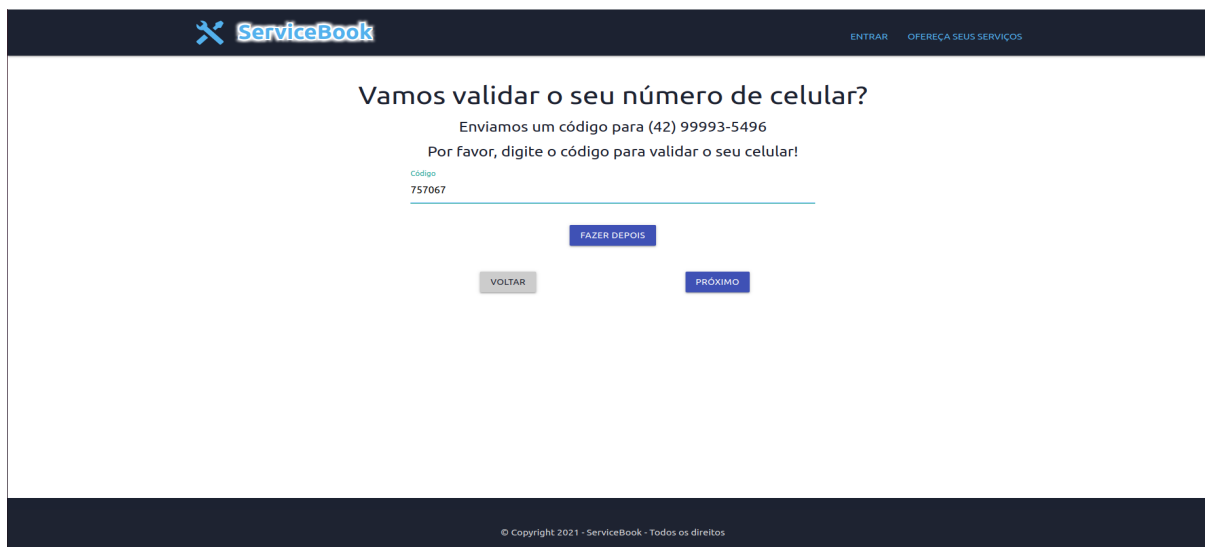 ServiceBook
ENTRAR OFEREÇA SEUS SERVIÇOS
Vamos validar o seu número de celular?
Enviamos um código para (42) 99993-5496
Por favor, digite o código para validar o seu celular!
Código
757067
FAZER DEPOIS
VOLTAR PRÓXIMO
© Copyright 2021 - ServiceBook - Todos os direitos